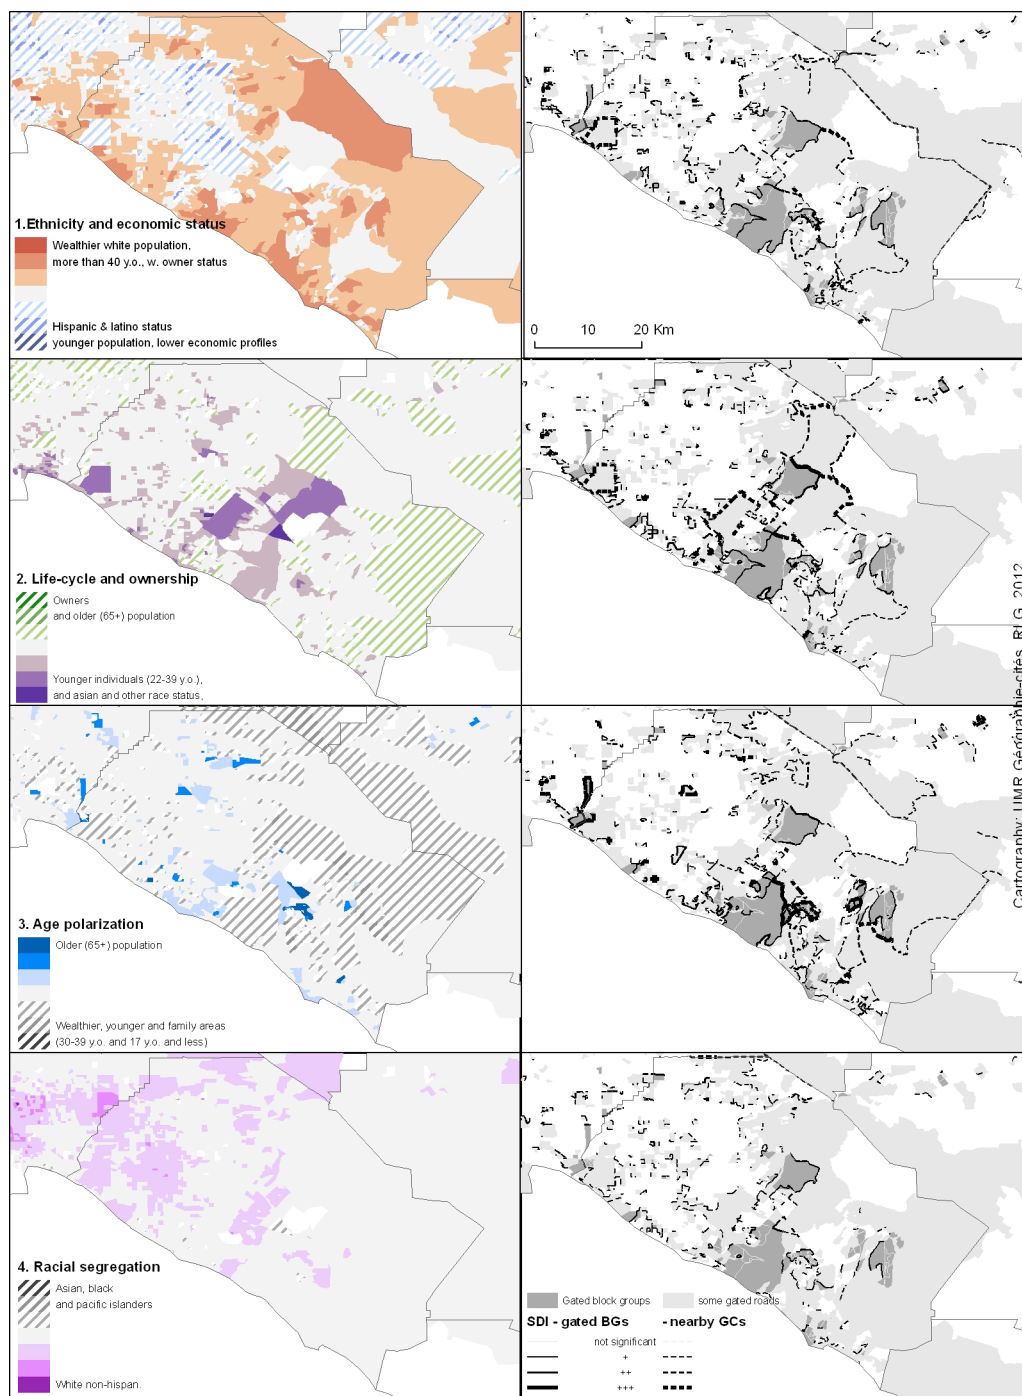 1.Ethnicity and economic status
Wealthier white population,
more than 40 y.o., w. owner status
Hispanic & latino status
younger population, lower economic profiles
0 10 20 Km
2. Life-cycle and ownership
Owners
and older (65+) population
Younger individuals (22-39 y.o.),
and asian and other race status,
Cartography: UMR Géographie-cités, RLG, 2012
3. Age polarization
Older (65+) population
Wealthier, younger and family areas
(30-39 y.o. and 17 y.o. and less)
4. Racial segregation
Asian, black
and pacific islanders
White non-hispan.
Gated block groups some gated roads
SDI - gated BGs - nearby GCs
not significant
+
++
+++